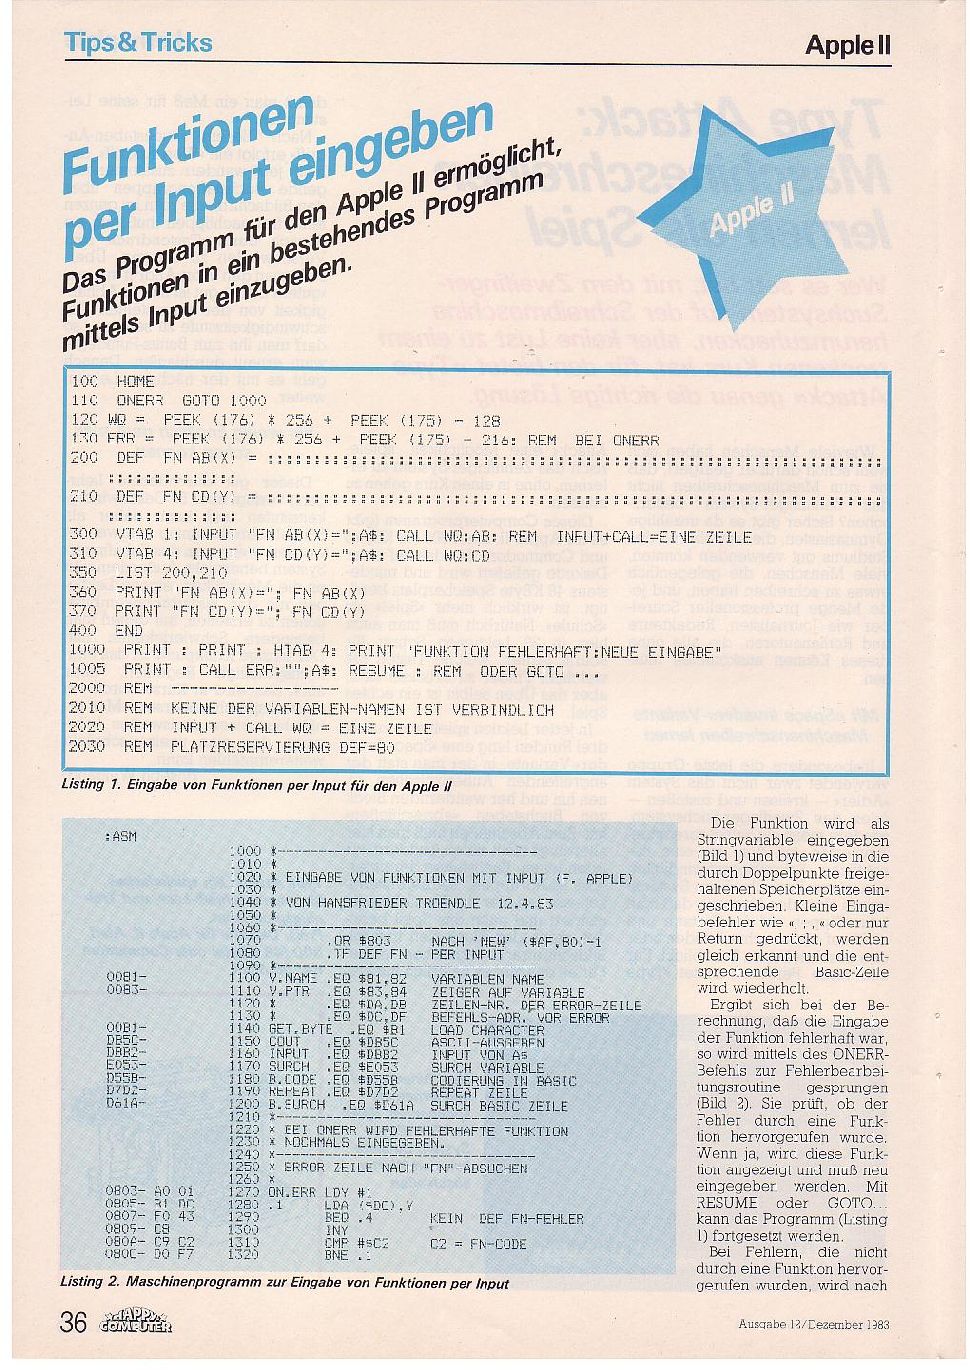 Tips & Tricks
Apple II
Funktionen
per Input eingeben
Das Programm für den Apple II ermöglicht,
Funktionen in ein bestehendes Programm
mittels Input einzugeben.
Apple II
100 HOME
110 ONERR GOTO 1000
120 WQ = PEEK (176) * 256 + PEEK (175) - 128
130 ERR = PEEK (176) * 256 + PEEK (175) - 216: REM BEI ONERR
200 DEF FN AB(X) = ::::::::::::::::::::::::::::::::::::::::::::::::::::::::::::::::::
::::::::::::::
210 DEF FN CD(Y) = ::::::::::::::::::::::::::::::::::::::::::::::::::::::::::::::::::
::::::::::::::
300 VTAB 1: INPUT "FN AB(X)=";A$: CALL WQ:AB: REM INPUT+CALL=EINE ZEILE
310 VTAB 4: INPUT "FN CD(Y)=";A$: CALL WQ:CD
350 LIST 200,210
360 PRINT "FN AB(X)="; FN AB(X)
370 PRINT "FN CD(Y)="; FN CD(Y)
400 END
1000 PRINT : PRINT : HTAB 4: PRINT "FUNKTION FEHLERHAFT:NEUE EINGABE"
1005 PRINT : CALL ERR:"";A$: RESUME : REM ODER GOTO ...
2000 REM ------------------
2010 REM KEINE DER VARIABLEN-NAMEN IST VERBINDLICH
2020 REM INPUT + CALL WQ = EINE ZEILE
2030 REM PLATZRESERVIERUNG DEF=80
Listing 1. Eingabe von Funktionen per Input für den Apple II
:ASM
1000 *--------------------------------
1010 *
1020 * EINGABE VON FUNKTIONEN MIT INPUT (F. APPLE)
1030 *
1040 * VON HANSFRIEDER TROENDLE 12.4.83
1050 *
1060 *--------------------------------
1070 .OR $803 NACH 'NEW' ($AF,B0)-1
1080 .TF DEF FN - PER INPUT
1090 *--------------------------------
0081- 1100 V.NAME .EQ $81,82 VARIABLEN NAME
0083- 1110 V.PTR .EQ $83,84 ZEIGER AUF VARIABLE
1120 * .EQ $DA,DB ZEILEN-NR. DER ERROR-ZEILE
1130 * .EQ $DC,DF BEFEHLS-ADR. VOR ERROR
00B1- 1140 GET.BYTE .EQ $B1 LOAD CHARACTER
DB5C- 1150 COUT .EQ $DB5C ASCII-AUSGEBEN
DBB2- 1160 INPUT .EQ $DBB2 INPUT VON A$
E053- 1170 SURCH .EQ $E053 SURCH VARIABLE
D55B- 1180 B.CODE .EQ $D55B CODIERUNG IN BASIC
D7D2- 1190 REPEAT .EQ $D7D2 REPEAT ZEILE
D61A- 1200 B.SURCH .EQ $D61A SURCH BASIC ZEILE
1210 *--------------------------------
1220 * BEI ONERR WIRD FEHLERHAFTE FUNKTION
1230 * NOCHMALS EINGEGEBEN.
1240 *--------------------------------
1250 * ERROR ZEILE NACH "FN" ABSUCHEN
1260 *
0803- A0 01 1270 ON.ERR LDY #1
0805- B1 DC 1280 .1 LDA ($DC),Y
0807- F0 43 1290 BEQ .4 KEIN DEF FN-FEHLER
0809- C8 1300 INY
080A- C9 C2 1310 CMP #$C2 C2 = FN-CODE
080C- D0 F7 1320 BNE .1
Listing 2. Maschinenprogramm zur Eingabe von Funktionen per Input
Die Funktion wird als
Stringvariable eingegeben
(Bild 1) und byteweise in die
durch Doppelpunkte freige-
haltenen Speicherplätze ein-
geschrieben. Kleine Einga-
befehler wie « ; , « oder nur
Return gedrückt, werden
gleich erkannt und die ent-
sprechende Basic-Zeile
wird wiederholt.
Ergibt sich bei der Be-
rechnung, daß die Eingabe
der Funktion fehlerhaft war,
so wird mittels des ONERR-
Befehls zur Fehlerbearbei-
tungsroutine gesprungen
(Bild 2). Sie prüft, ob der
Fehler durch eine Funk-
tion hervorgerufen wurde.
Wenn ja, wird diese Funk-
tion angezeigt und muß neu
eingegeben werden. Mit
RESUME oder GOTO...
kann das Programm (Listing
1) fortgesetzt werden.
Bei Fehlern, die nicht
durch eine Funktion hervor-
gerufen wurden, wird nach
36 HAPPY
COMPUTER
Ausgabe 12/Dezember 1983